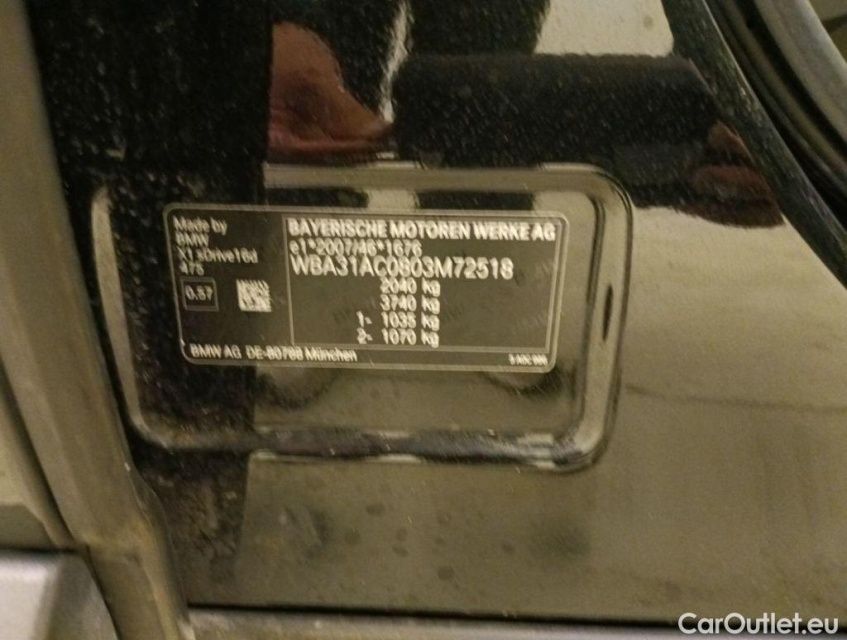 Made by
BMW
X1 sDrive16d
475
0.57
BAYERISCHE MOTOREN WERKE AG
e1*2007/46*1676
WBA31AC0803M72518
2040 kg
3740 kg
1- 1035 kg
2- 1070 kg
BMW AG DE-80788 München
CarOutlet.eu